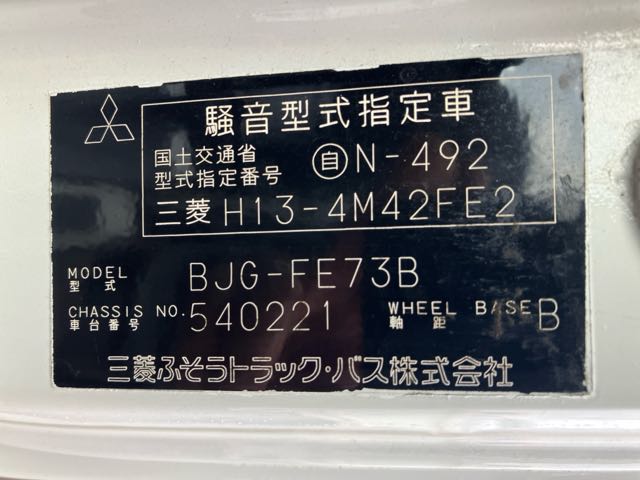 騒音型式指定車
国土交通省
型式指定番号 自N-492
三菱 H13-4M42FE2
MODEL 型式 BJG-FE73B
CHASSIS NO. 車台番号 540221 WHEEL BASE 軸距 B
三菱ふそうトラック・バス株式会社